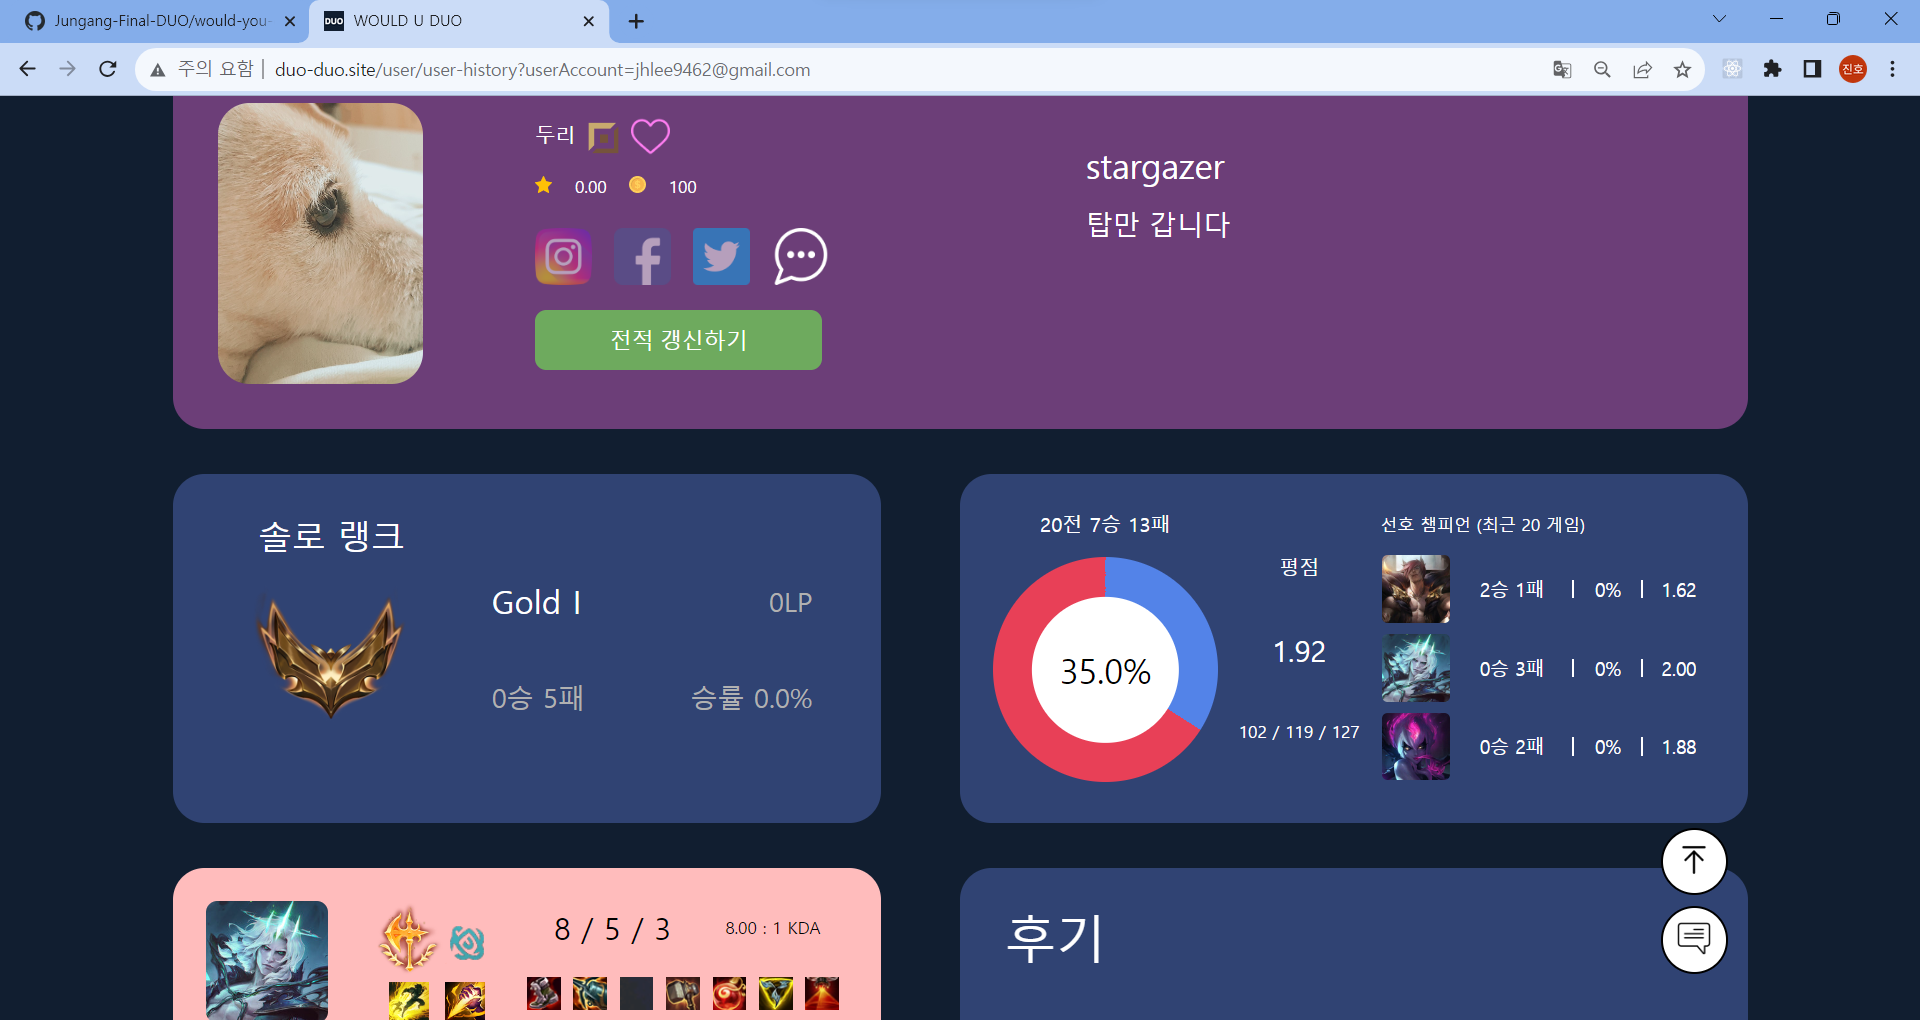 Jungang-Final-DUO/would-you-
DUO WOULD U DUO
주의 요함 | duo-duo.site/user/user-history?userAccount=jhlee9462@gmail.com
진호
두리
0.00 100
stargazer
탑만 갑니다
전적 갱신하기
솔로 랭크
Gold I 0LP
0승 5패 승률 0.0%
20전 7승 13패
35.0%
평점
1.92
102 / 119 / 127
선호 챔피언 (최근 20 게임)
2승 1패 | 0% | 1.62
0승 3패 | 0% | 2.00
0승 2패 | 0% | 1.88
8 / 5 / 3 8.00 : 1 KDA
후기